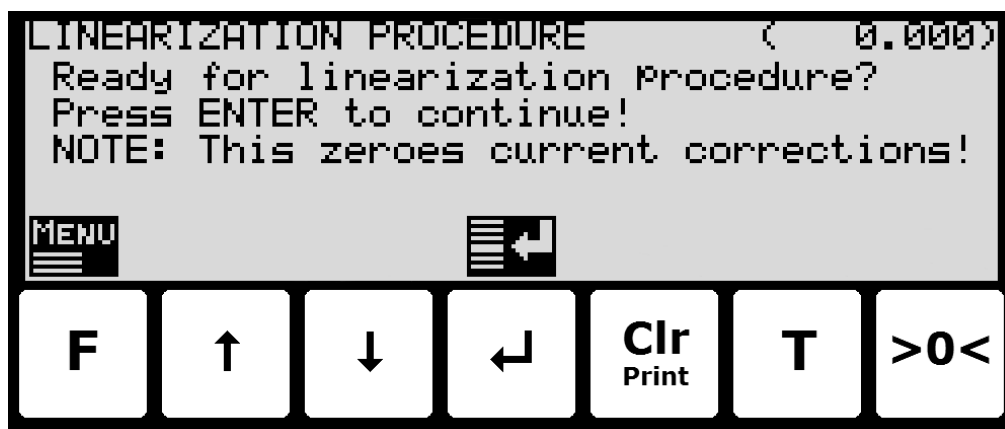 LINEARIZATION PROCEDURE ( 0.000)
Ready for linearization procedure?
Press ENTER to continue!
NOTE: This zeroes current corrections!
MENU
F ↑ ↓ ↵ Clr T >0<
Print